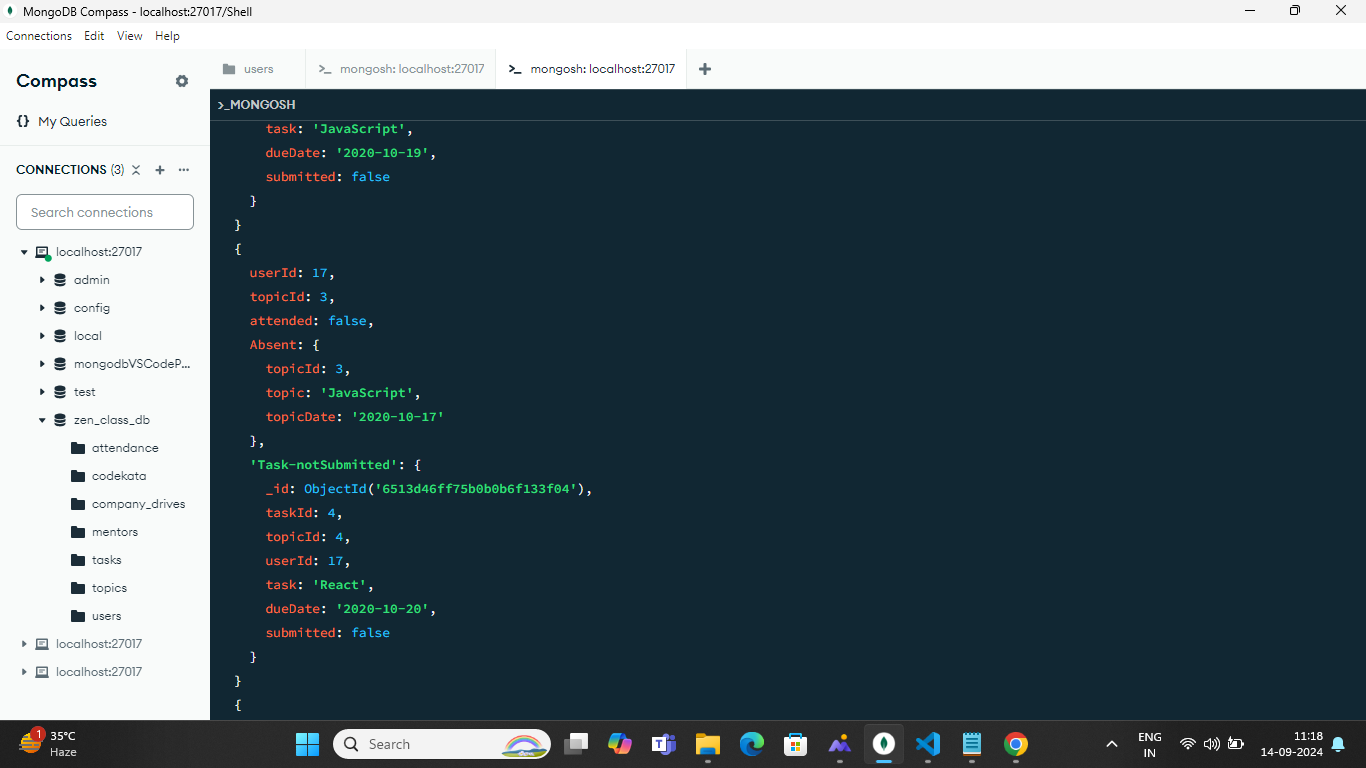 MongoDB Compass - localhost:27017/Shell
Connections Edit View Help
Compass
{} My Queries
CONNECTIONS (3)
Search connections
localhost:27017
admin
config
local
mongodbVSCodeP...
test
zen_class_db
attendance
codekata
company_drives
mentors
tasks
topics
users
localhost:27017
localhost:27017
users
>_ mongosh: localhost:27017
>_ mongosh: localhost:27017
>_MONGOSH
task: 'JavaScript',
dueDate: '2020-10-19',
submitted: false
}
}
{
userId: 17,
topicId: 3,
attended: false,
Absent: {
topicId: 3,
topic: 'JavaScript',
topicDate: '2020-10-17'
},
'Task-notSubmitted': {
_id: ObjectId('6513d46ff75b0b0b6f133f04'),
taskId: 4,
topicId: 4,
userId: 17,
task: 'React',
dueDate: '2020-10-20',
submitted: false
}
}
{
1
35°C
Haze
Search
ENG
IN
11:18
14-09-2024